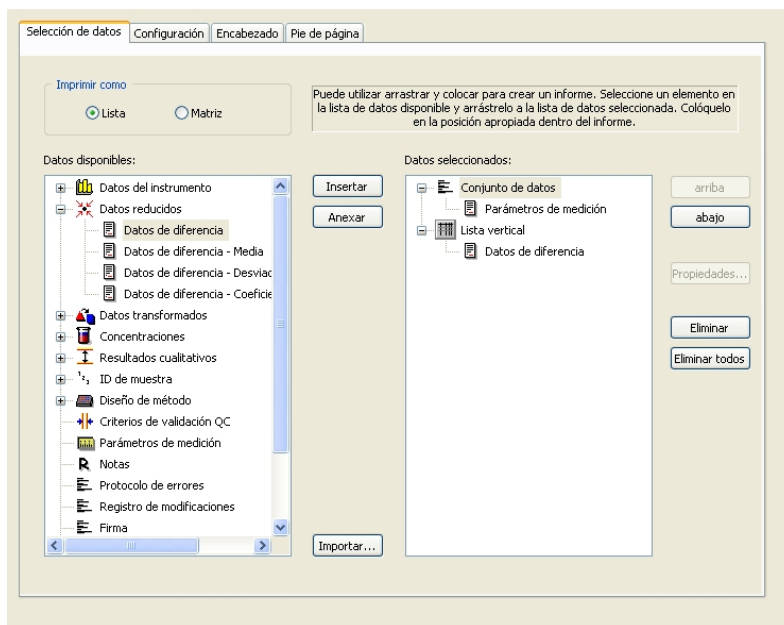 Selección de datos
Configuración
Encabezado
Pie de página
Imprimir como
Lista
Matriz
Puede utilizar arrastrar y colocar para crear un informe. Seleccione un elemento en
la lista de datos disponible y arrástrelo a la lista de datos seleccionada. Colóquelo
en la posición apropiada dentro del informe.
Datos disponibles:
Datos del instrumento
Datos reducidos
Datos de diferencia
Datos de diferencia - Media
Datos de diferencia - Desviac
Datos de diferencia - Coeficie
Datos transformados
Concentraciones
Resultados cualitativos
ID de muestra
Diseño de método
Criterios de validación QC
Parámetros de medición
Notas
Protocolo de errores
Registro de modificaciones
Firma
Insertar
Anexar
Importar...
Datos seleccionados:
Conjunto de datos
Parámetros de medición
Lista vertical
Datos de diferencia
arriba
abajo
Propiedades...
Eliminar
Eliminar todos